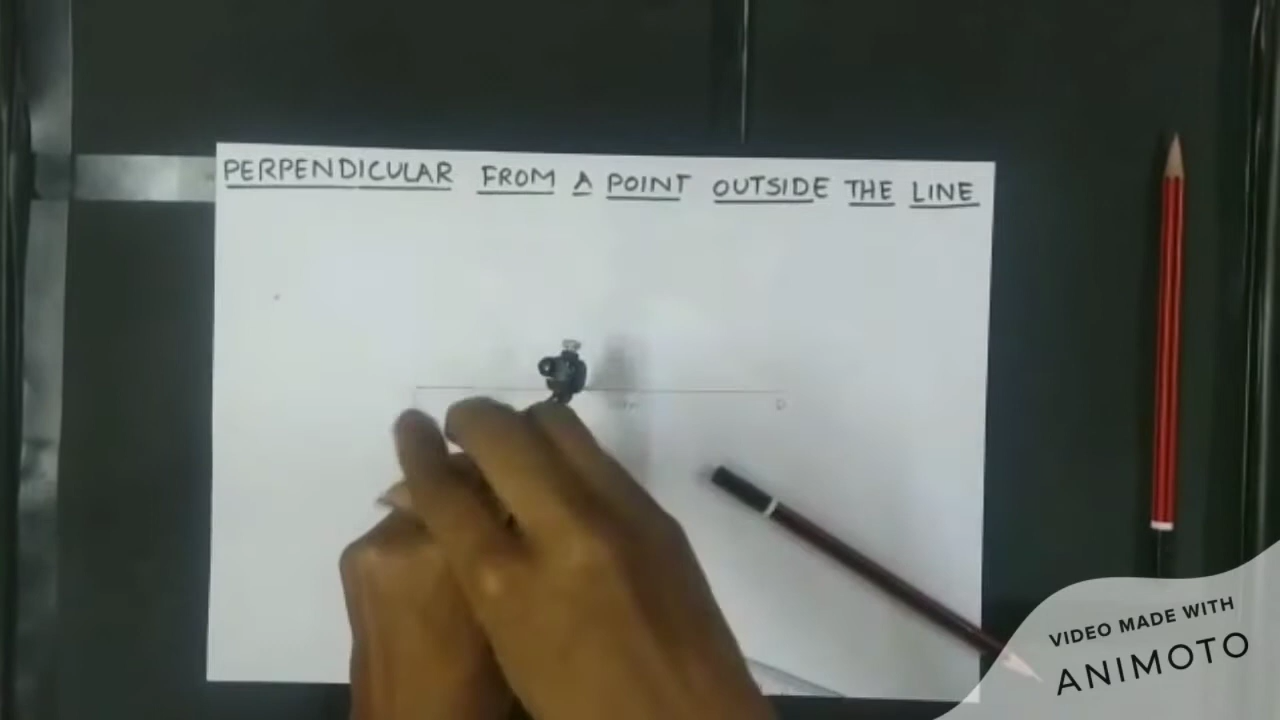 PERPENDICULAR FROM A POINT OUTSIDE THE LINE
VIDEO MADE WITH
ANIMOTO